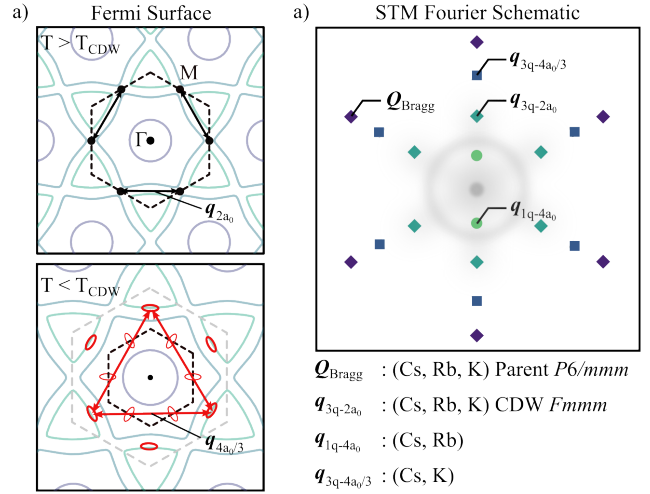 a) Fermi Surface
T > T_CDW
M
Γ
q_2a₀
T < T_CDW
q_4a₀/3
a) STM Fourier Schematic
q_3q-4a₀/3
Q_Bragg
q_3q-2a₀
q_1q-4a₀
Q_Bragg : (Cs, Rb, K) Parent P6/mmm
q_3q-2a₀ : (Cs, Rb, K) CDW Fmmm
q_1q-4a₀ : (Cs, Rb)
q_3q-4a₀/3 : (Cs, K)